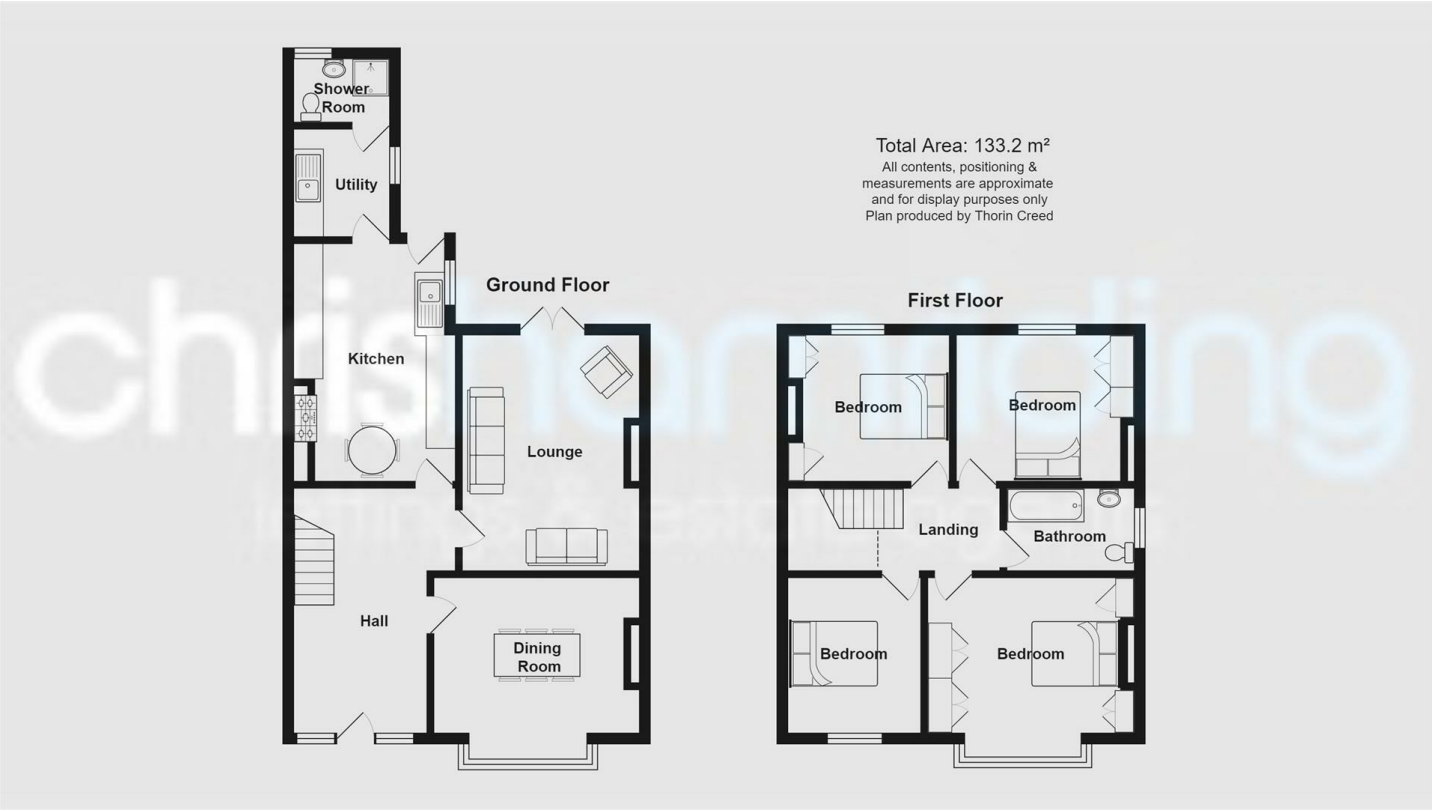 Shower
Room
Utility
Total Area: 133.2 m²
All contents, positioning &
measurements are approximate
and for display purposes only
Plan produced by Thorin Creed
Ground Floor
Kitchen
Lounge
Hall
Dining
Room
First Floor
Bedroom
Bedroom
Landing
Bathroom
Bedroom
Bedroom
chrishamriding